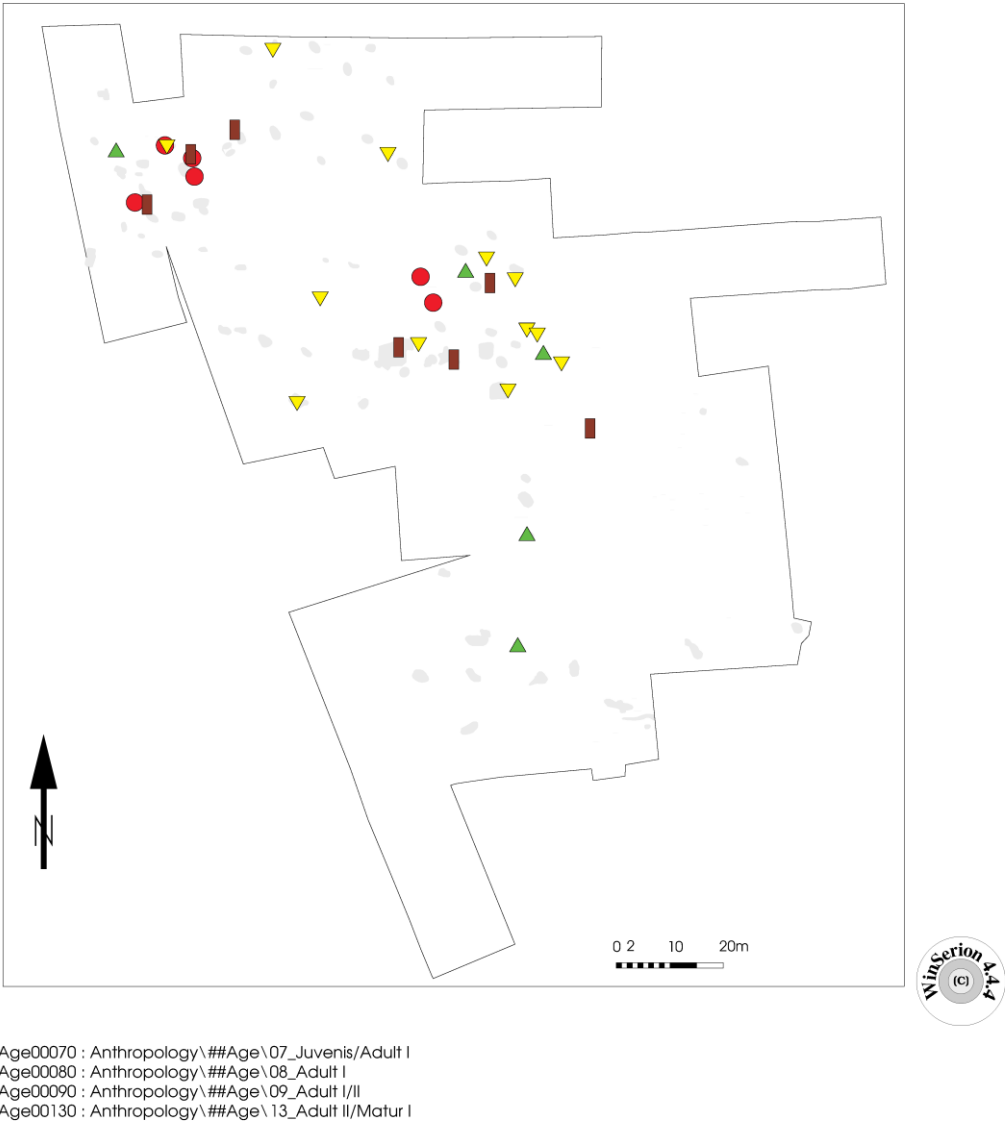 N
0 2 10 20m
WinSerion 4.4.4
(C)
Age00070 : Anthropology\##Age\07_Juvenis/Adult I
Age00080 : Anthropology\##Age\08_Adult I
Age00090 : Anthropology\##Age\09_Adult I/II
Age00130 : Anthropology\##Age\13_Adult II/Matur I